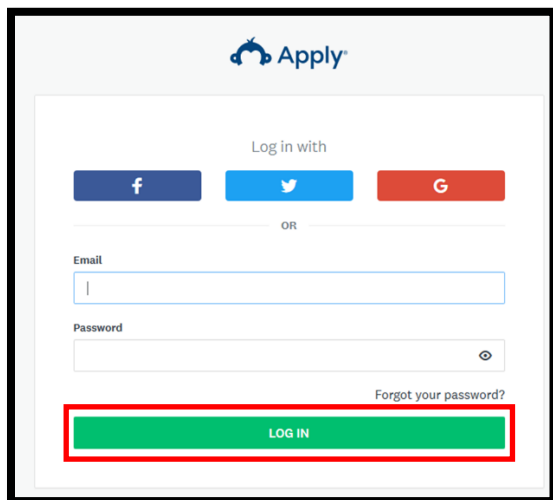 Apply®
Log in with
f
G
OR
Email
Password
Forgot your password?
LOG IN